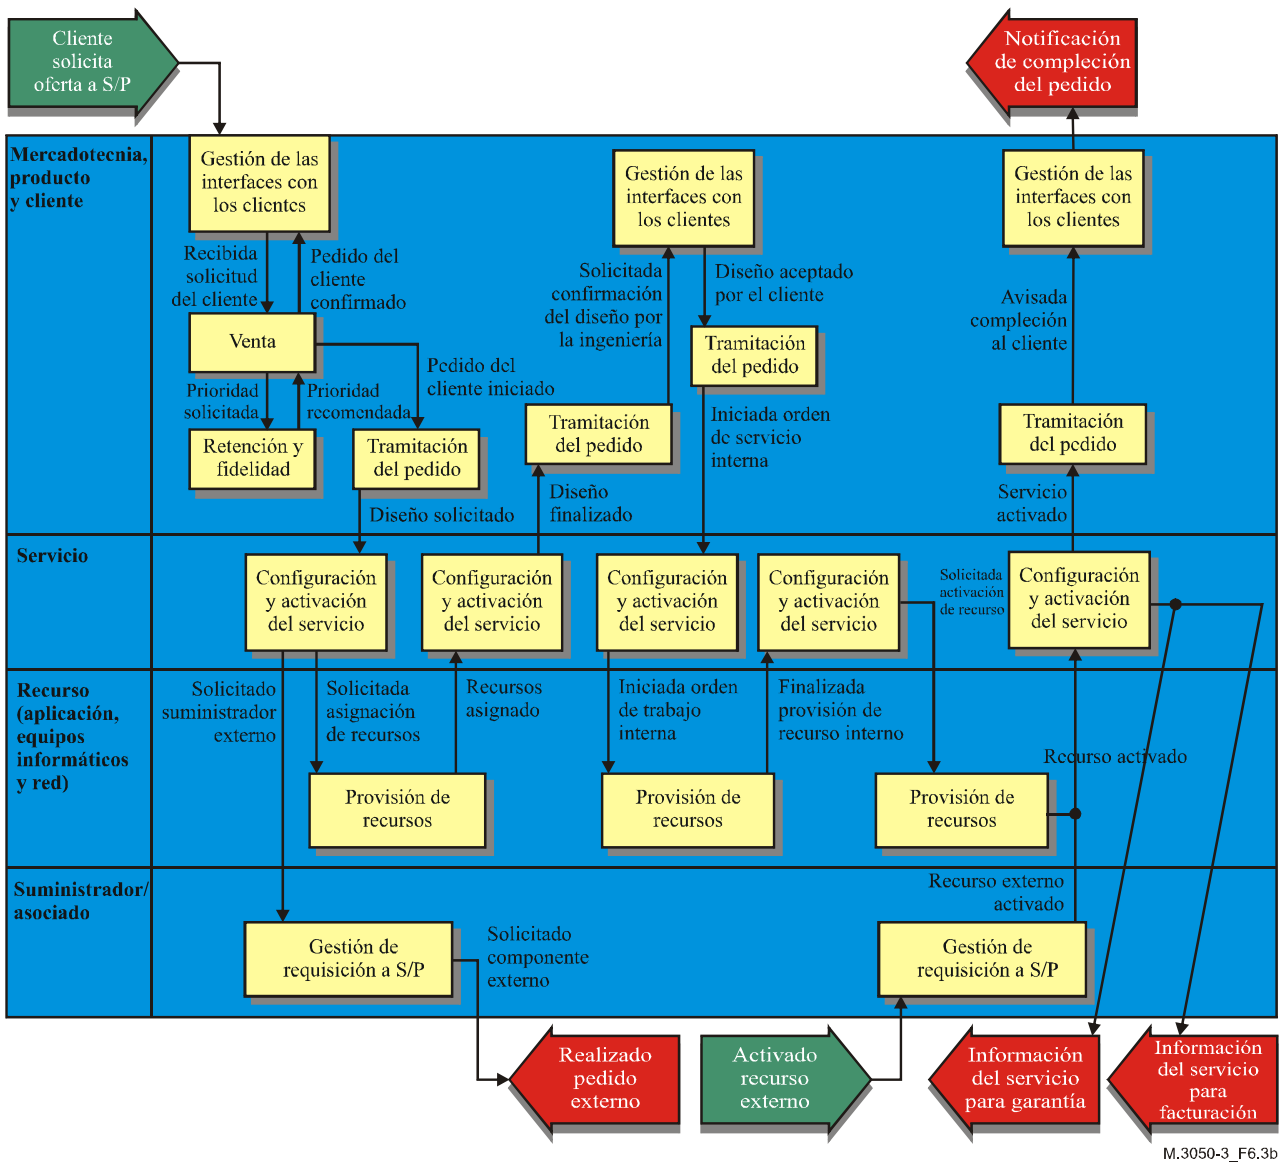 Cliente
solicita
oferta a S/P
Notificación
de compleción
del pedido
Mercadotecnia,
producto
y cliente
Gestión de las
interfaces con
los clientes
Gestión de las
interfaces con
los clientes
Gestión de las
interfaces con
los clientes
Recibida
solicitud
del cliente
Pedido del
cliente
confirmado
Solicitada
confirmación
del diseño por
la ingeniería
Diseño aceptado
por el cliente
Avisada
compleción
al cliente
Venta
Tramitación
del pedido
Pedido del
cliente iniciado
Prioridad
solicitada
Prioridad
recomendada
Retención y
fidelidad
Tramitación
del pedido
Tramitación
del pedido
Iniciada orden
de servicio
interna
Tramitación
del pedido
Diseño solicitado
Diseño
finalizado
Servicio
activado
Servicio
Configuración
y activación
del servicio
Configuración
y activación
del servicio
Configuración
y activación
del servicio
Configuración
y activación
del servicio
Solicitada
activación
de recurso
Configuración
y activación
del servicio
Recurso
(aplicación,
equipos
informáticos
y red)
Solicitado
suministrador
externo
Solicitada
asignación
de recursos
Recursos
asignado
Iniciada orden
de trabajo
interna
Finalizada
provisión de
recurso interno
Recurso activado
Provisión de
recursos
Provisión de
recursos
Provisión de
recursos
Suministrador/
asociado
Recurso externo
activado
Gestión de
requisición a S/P
Solicitado
componente
externo
Gestión de
requisición a S/P
Realizado
pedido
externo
Activado
recurso
externo
Información
del servicio
para garantía
Información
del servicio
para
facturación
M.3050-3_F6.3b